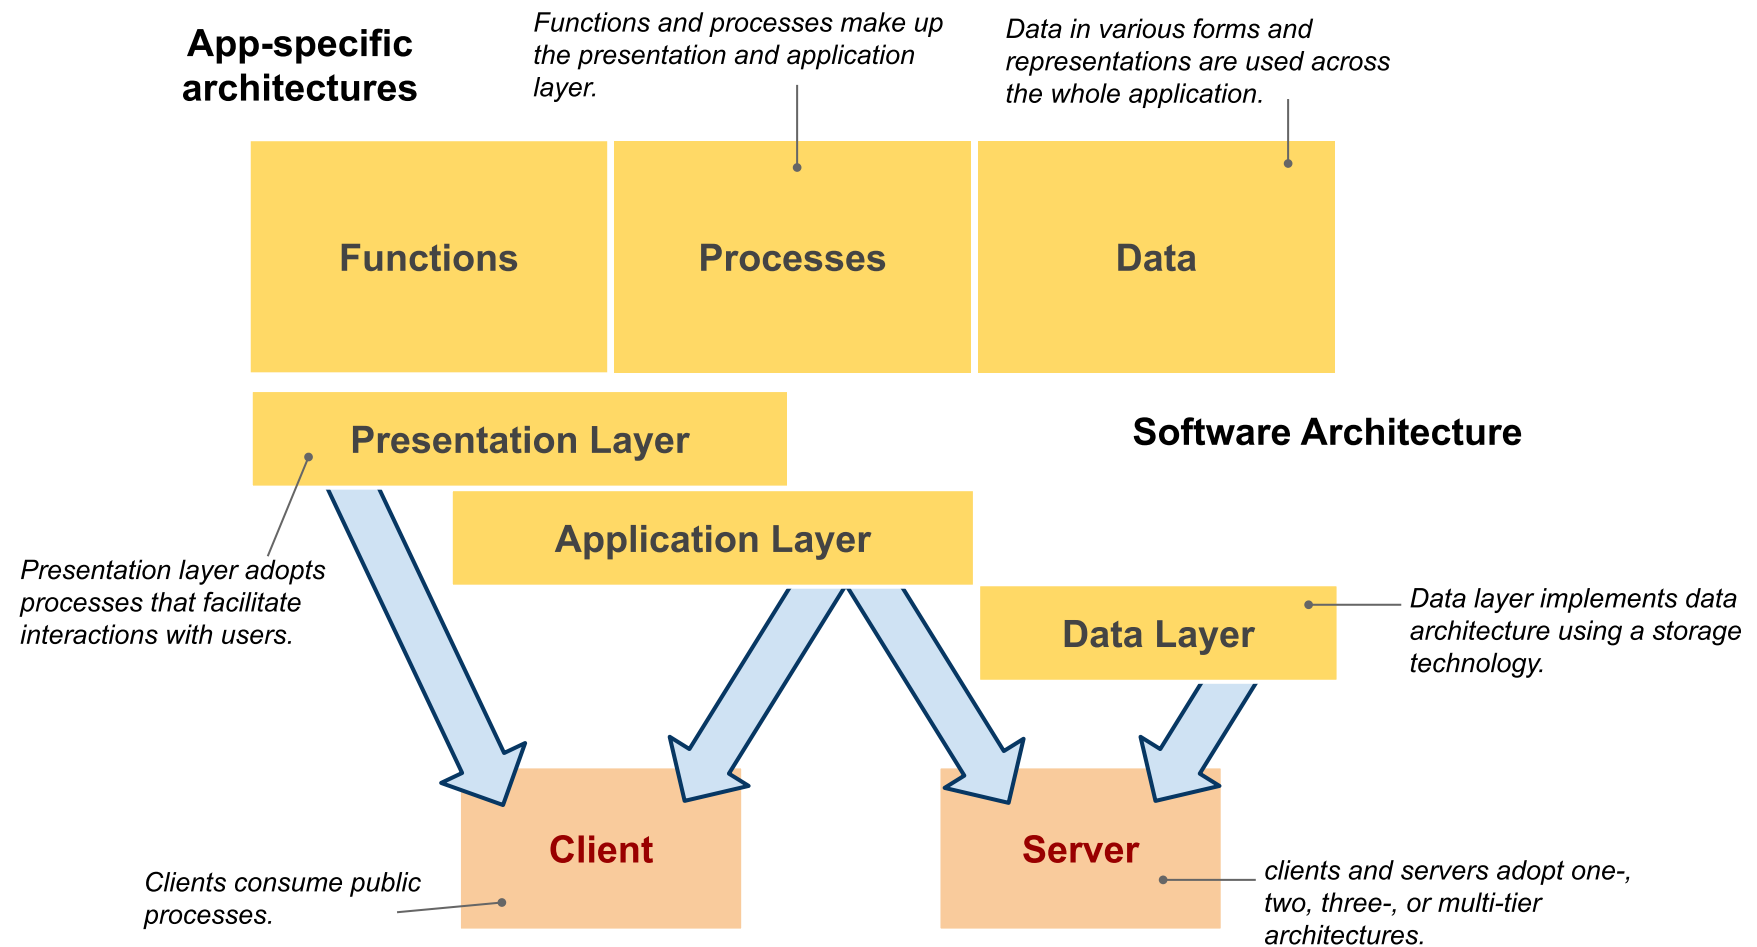 App-specific
architectures
Functions and processes make up
the presentation and application
layer.
Data in various forms and
representations are used across
the whole application.
Functions
Processes
Data
Presentation Layer
Software Architecture
Application Layer
Presentation layer adopts
processes that facilitate
interactions with users.
Data Layer
Data layer implements data
architecture using a storage
technology.
Client
Server
Clients consume public
processes.
clients and servers adopt one-,
two, three-, or multi-tier
architectures.